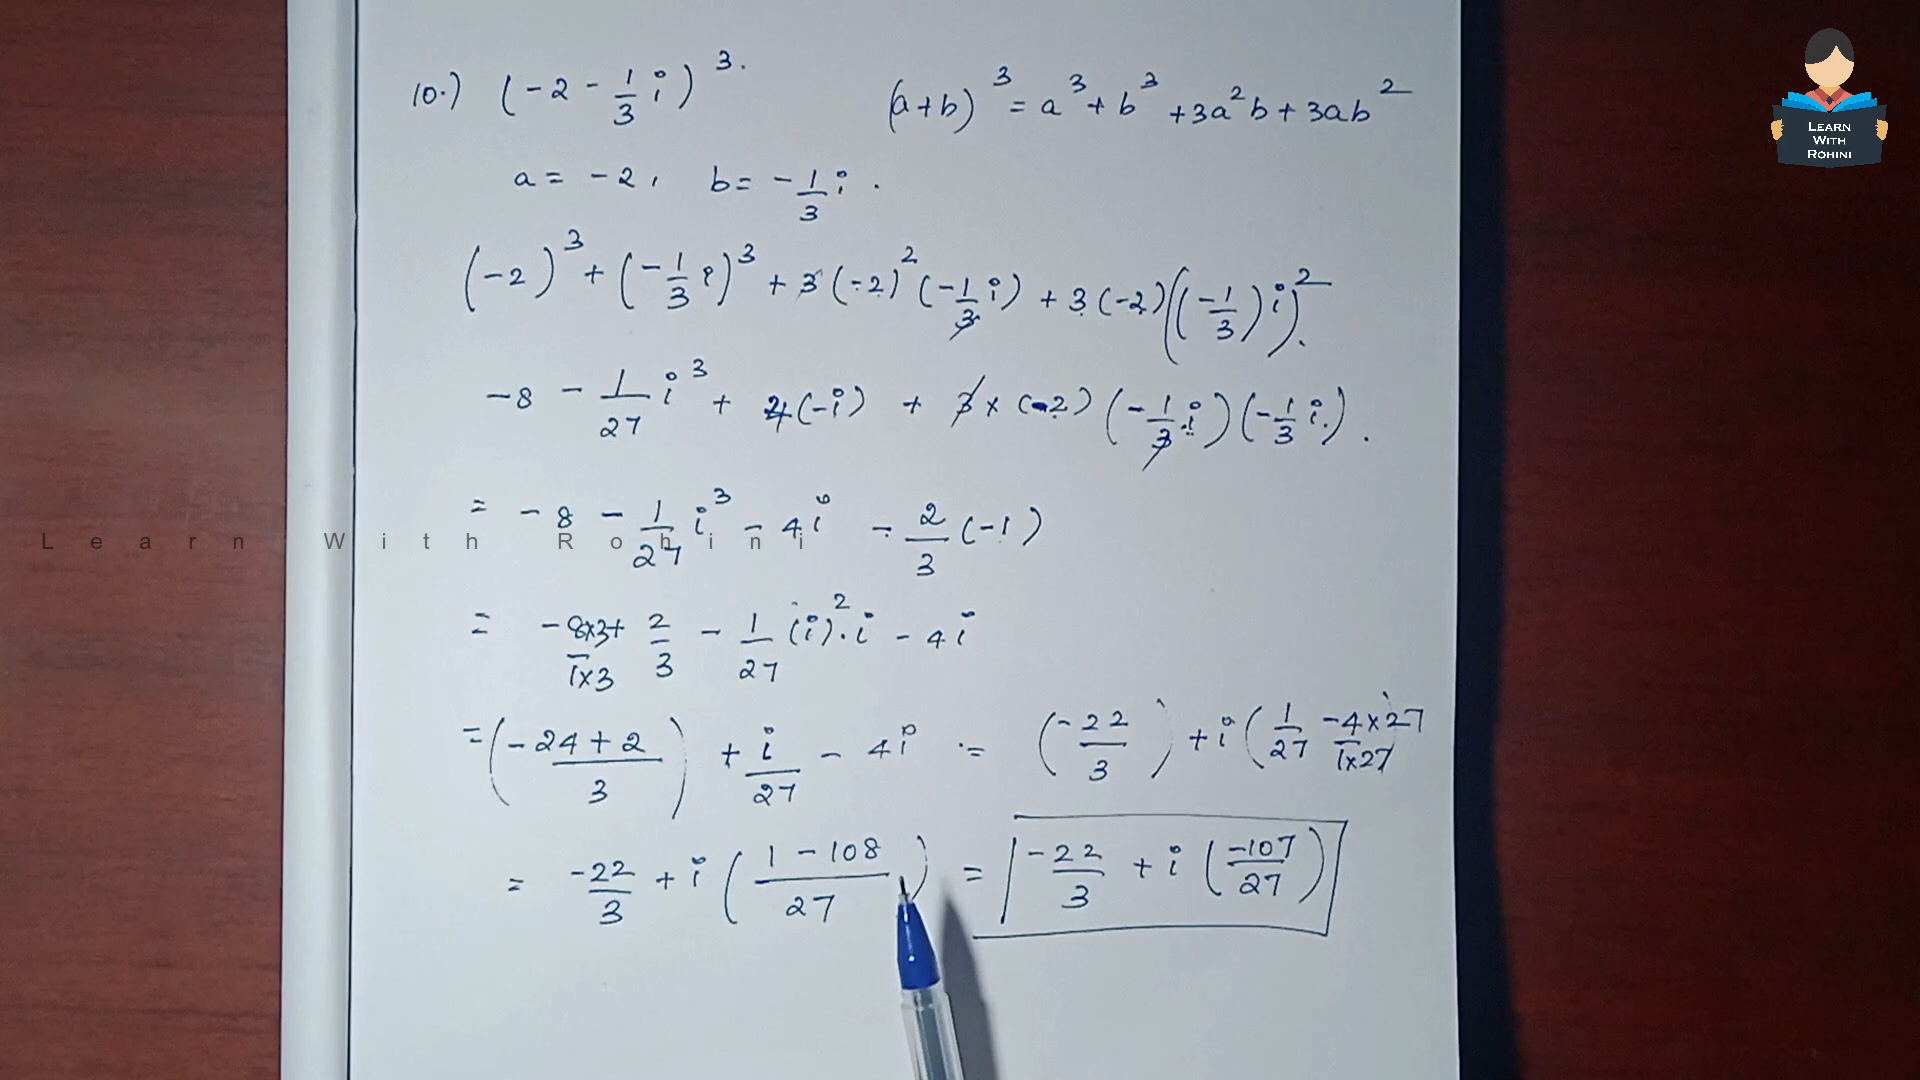 10.) (-2 - 1/3 i)^3.
(a+b)^3 = a^3 + b^3 + 3a^2b + 3ab^2
a = -2, b = -1/3 i.
(-2)^3 + (-1/3 i)^3 + 3(-2)^2 (-1/3 i) + 3(-2)((-1/3)i)^2.
-8 - 1/27 i^3 + 4(-i) + 3 x (-2) (-1/3 i) (-1/3 i).
= -8 - 1/27 i^3 - 4i - 2/3 (-1)
= -8x3/1x3 + 2/3 - 1/27 (i)^2.i - 4i
= (-24+2/3) + i/27 - 4i = (-22/3) + i (1/27 -4x27/1x27
= -22/3 + i (1-108/27) = -22/3 + i (-107/27)
LEARN
WITH
ROHINI
Learn With Rohini